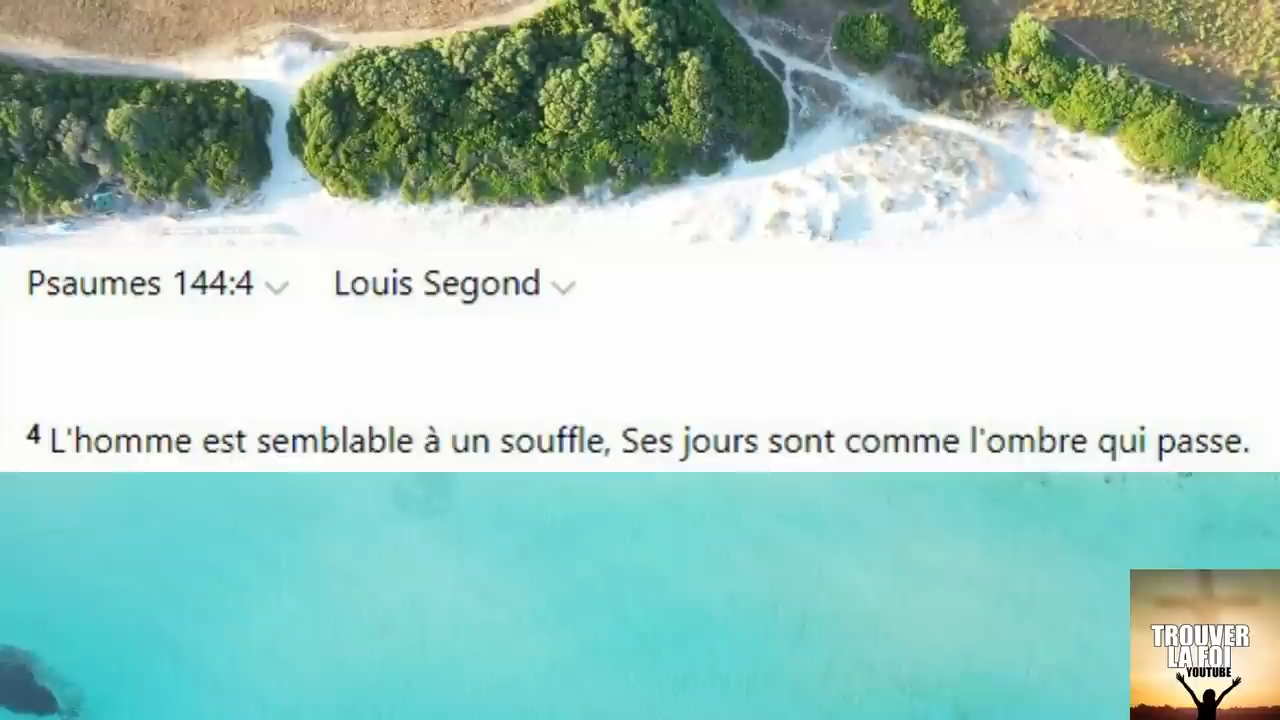 Psaumes 144:4 Louis Segond
4 L'homme est semblable à un souffle, Ses jours sont comme l'ombre qui passe.
TROUVER
LA FOI
YOUTUBE